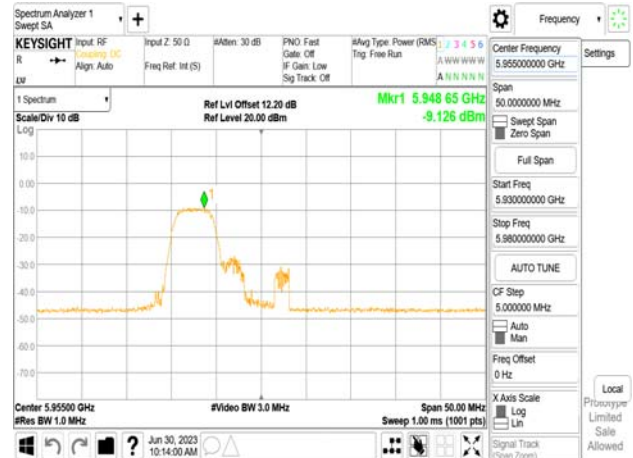 Spectrum Analyzer 1
Swept SA
+
Frequency
KEYSIGHT
R
LVI
Input: RF
Coupling: DC
Align: Auto
Input Z: 50 Ω
Freq Ref: Int (S)
#Atten: 30 dB
PNO: Fast
Gate: Off
IF Gain: Low
Sig Track: Off
#Avg Type: Power (RMS)
Trig: Free Run
1 2 3 4 5 6
A WW WW W
A N N N N N
1 Spectrum
Scale/Div 10 dB
Log
Ref Lvl Offset 12.20 dB
Ref Level 20.00 dBm
Mkr1 5.948 65 GHz
-9.126 dBm
10.0
0.00
-10.0
-20.0
-30.0
-40.0
-50.0
-60.0
-70.0
1
Center 5.95500 GHz
#Res BW 1.0 MHz
#Video BW 3.0 MHz
Span 50.00 MHz
Sweep 1.00 ms (1001 pts)
Jun 30, 2023
10:14:00 AM
Center Frequency
5.955000000 GHz
Settings
Span
50.0000000 MHz
Swept Span
Zero Span
Full Span
Start Freq
5.930000000 GHz
Stop Freq
5.980000000 GHz
AUTO TUNE
CF Step
5.000000 MHz
Auto
Man
Freq Offset
0 Hz
X Axis Scale
Log
Lin
Signal Track
(Span Zoom)
Local
Prototype
Limited
Sale
Allowed